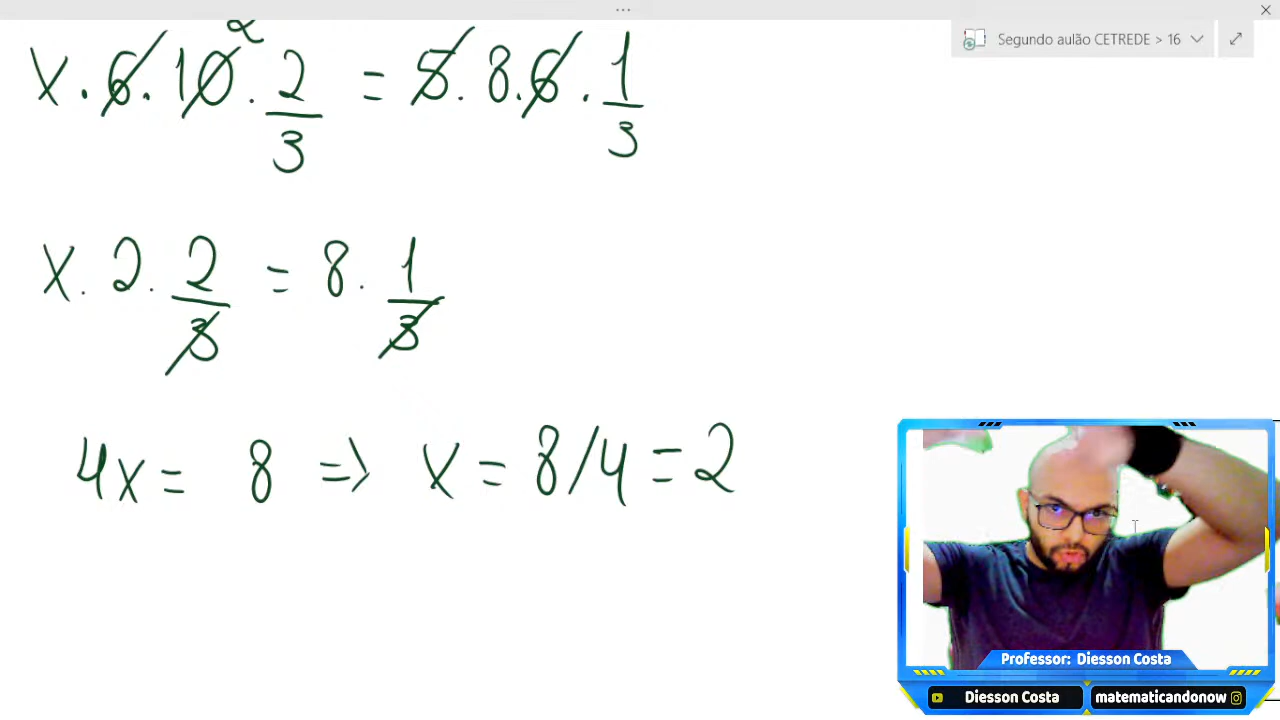 Segundo aulão CETREDE > 16
2
x . 6 . 10 . 2/3 = 5 . 8 . 6 . 1/3
x . 2 . 2/3 = 8 . 1/3
4x = 8 => x = 8/4 = 2
Professor: Diesson Costa
Diesson Costa
matematicandonow